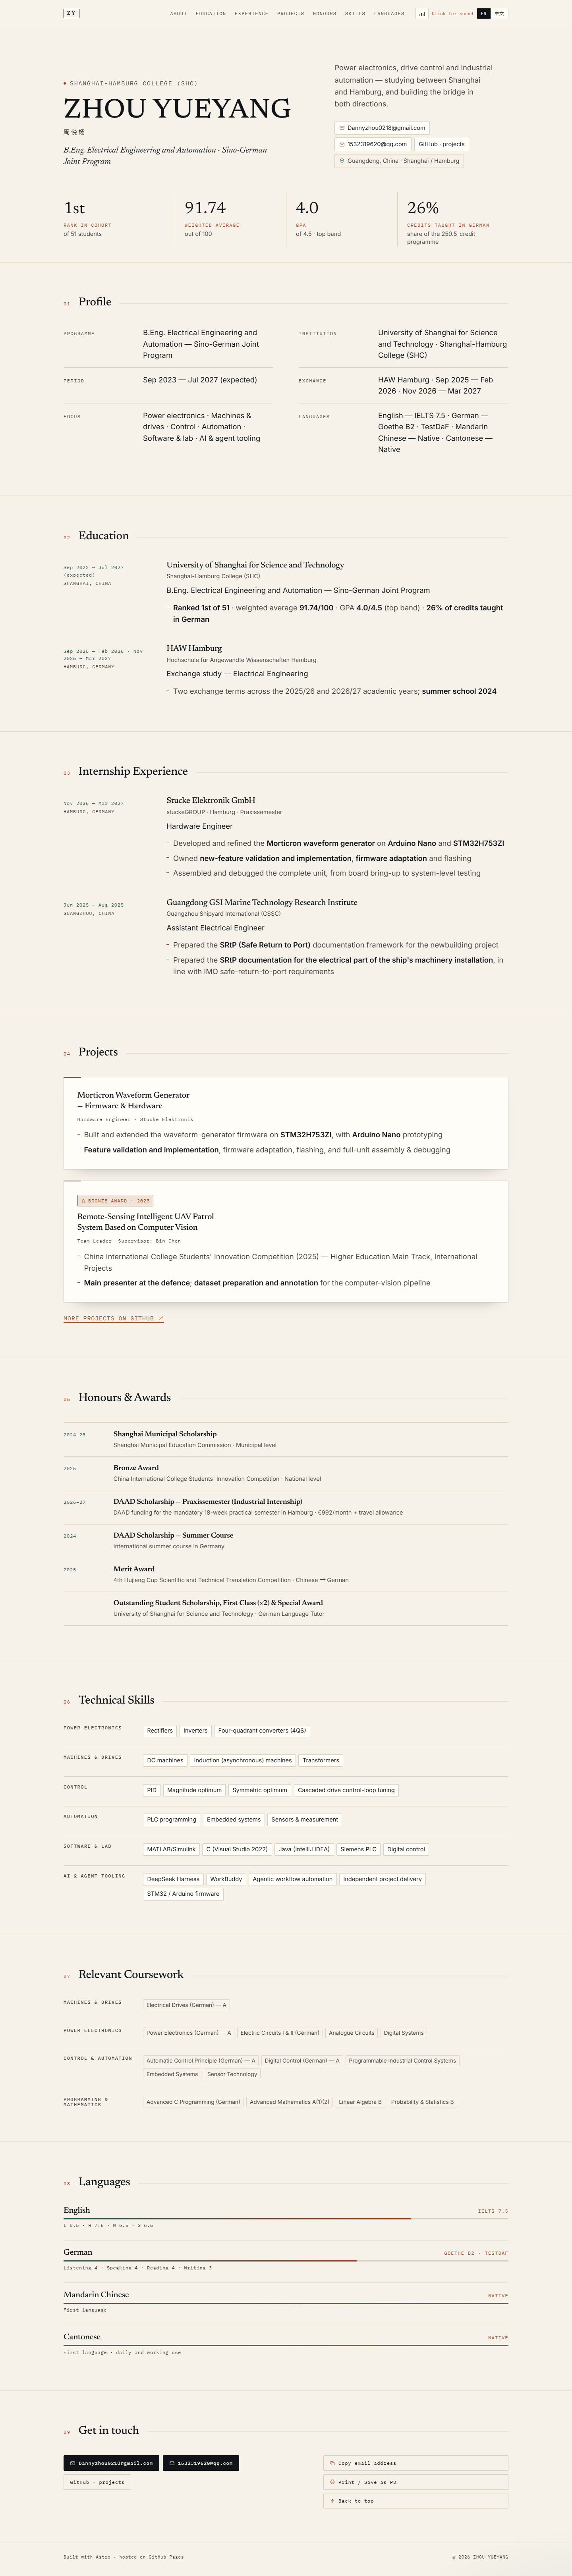 ZY
ABOUT EDUCATION EXPERIENCE PROJECTS HONOURS SKILLS LANGUAGES Click for sound EN 中文
SHANGHAI-HAMBURG COLLEGE (SHC)
ZHOU YUEYANG
B.Eng. Electrical Engineering and Automation - Sino-German
Joint Program
Power electronics, drive control and industrial
automation — studying between Shanghai
and Hamburg, and building the bridge in
both directions.
Dannyzhou0218@gmail.com
1532319620@qq.com GitHub · projects
Guangdong, China · Shanghai / Hamburg
1st
RANK IN COHORT
of 51 students
91.74
WEIGHTED AVERAGE
out of 100
4.0
GPA
of 4.5 · top band
26%
CREDITS TAUGHT IN GERMAN
share of the 250.5-credit
programme
01 Profile
PROGRAMME
B.Eng. Electrical Engineering and
Automation — Sino-German Joint
Program
INSTITUTION
University of Shanghai for Science
and Technology · Shanghai-Hamburg
College (SHC)
PERIOD
Sep 2023 — Jul 2027 (expected)
EXCHANGE
HAW Hamburg · Sep 2025 — Feb
2026 · Nov 2026 — Mar 2027
FOCUS
Power electronics · Machines &
drives · Control · Automation ·
Software & lab · AI & agent tooling
LANGUAGES
English — IELTS 7.5 · German —
Goethe B2 · TestDaF · Mandarin
Chinese — Native · Cantonese —
Native
02 Education
Sep 2023 — Jul 2027
(expected)
SHANGHAI, CHINA
University of Shanghai for Science and Technology
Shanghai-Hamburg College (SHC)
B.Eng. Electrical Engineering and Automation — Sino-German Joint Program
– Ranked 1st of 51 · weighted average 91.74/100 · GPA 4.0/4.5 (top band) · 26% of credits taught
in German
Sep 2025 — Feb 2026 · Nov
2026 — Mar 2027
HAMBURG, GERMANY
HAW Hamburg
Hochschule für Angewandte Wissenschaften Hamburg
Exchange study — Electrical Engineering
– Two exchange terms across the 2025/26 and 2026/27 academic years; summer school 2024
03 Internship Experience
Nov 2026 — Mar 2027
HAMBURG, GERMANY
Stucke Elektronik GmbH
stuckeGROUP · Hamburg · Praxissemester
Hardware Engineer
– Developed and refined the Morticron waveform generator on Arduino Nano and STM32H753ZI
– Owned new-feature validation and implementation, firmware adaptation and flashing
– Assembled and debugged the complete unit, from board bring-up to system-level testing
Jun 2025 — Aug 2025
GUANGZHOU, CHINA
Guangdong GSI Marine Technology Research Institute
Guangzhou Shipyard International (CSSC)
Assistant Electrical Engineer
– Prepared the SRtP (Safe Return to Port) documentation framework for the newbuilding project
– Prepared the SRtP documentation for the electrical part of the ship's machinery installation, in
line with IMO safe-return-to-port requirements
04 Projects
Morticron Waveform Generator
— Firmware & Hardware
Hardware Engineer · Stucke Elektronik
– Built and extended the waveform-generator firmware on STM32H753ZI, with Arduino Nano prototyping
– Feature validation and implementation, firmware adaptation, flashing, and full-unit assembly & debugging
BRONZE AWARD · 2025
Remote-Sensing Intelligent UAV Patrol
System Based on Computer Vision
Team Leader Supervisor: Bin Chen
– China International College Students' Innovation Competition (2025) — Higher Education Main Track, International
Projects
– Main presenter at the defence; dataset preparation and annotation for the computer-vision pipeline
MORE PROJECTS ON GITHUB ↗
05 Honours & Awards
2024–25
Shanghai Municipal Scholarship
Shanghai Municipal Education Commission · Municipal level
2025
Bronze Award
China International College Students' Innovation Competition · National level
2026–27
DAAD Scholarship — Praxissemester (Industrial Internship)
DAAD funding for the mandatory 18-week practical semester in Hamburg · €992/month + travel allowance
2024
DAAD Scholarship — Summer Course
International summer course in Germany
2025
Merit Award
4th Hujiang Cup Scientific and Technical Translation Competition · Chinese → German
Outstanding Student Scholarship, First Class (×2) & Special Award
University of Shanghai for Science and Technology · German Language Tutor
06 Technical Skills
POWER ELECTRONICS Rectifiers Inverters Four-quadrant converters (4QS)
MACHINES & DRIVES DC machines Induction (asynchronous) machines Transformers
CONTROL PID Magnitude optimum Symmetric optimum Cascaded drive control-loop tuning
AUTOMATION PLC programming Embedded systems Sensors & measurement
SOFTWARE & LAB MATLAB/Simulink C (Visual Studio 2022) Java (IntelliJ IDEA) Siemens PLC Digital control
AI & AGENT TOOLING DeepSeek Harness WorkBuddy Agentic workflow automation Independent project delivery
STM32 / Arduino firmware
07 Relevant Coursework
MACHINES & DRIVES Electrical Drives (German) — A
POWER ELECTRONICS Power Electronics (German) — A Electric Circuits I & II (German) Analogue Circuits Digital Systems
CONTROL & AUTOMATION Automatic Control Principle (German) — A Digital Control (German) — A Programmable Industrial Control Systems
Embedded Systems Sensor Technology
PROGRAMMING &
MATHEMATICS
Advanced C Programming (German) Advanced Mathematics A(1)(2) Linear Algebra B Probability & Statistics B
08 Languages
English IELTS 7.5
L 8.5 · R 7.5 · W 6.5 · S 6.5
German GOETHE B2 · TESTDAF
Listening 4 · Speaking 4 · Reading 4 · Writing 3
Mandarin Chinese NATIVE
First language
Cantonese NATIVE
First language · daily and working use
09 Get in touch
Dannyzhou0218@gmail.com 1532319620@qq.com
GitHub · projects
Copy email address
Print / Save as PDF
↑ Back to top
Built with Astro · hosted on GitHub Pages
© 2026 ZHOU YUEYANG